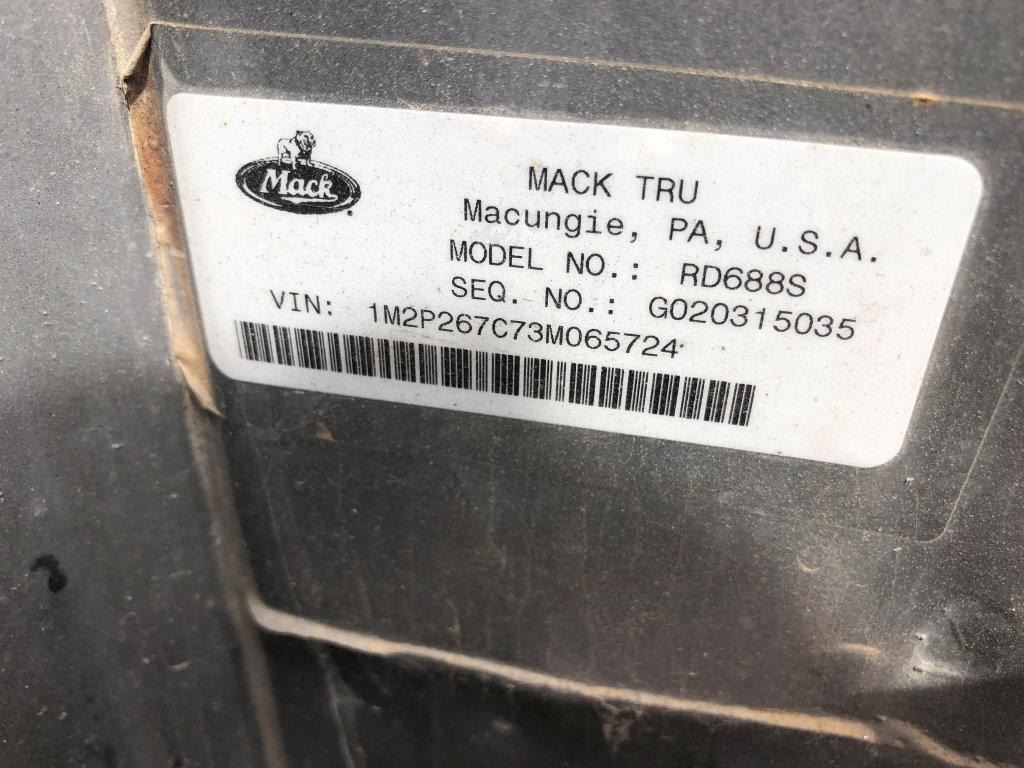 Mack
MACK TRU
Macungie, PA, U.S.A.
MODEL NO.: RD688S
SEQ. NO.: G020315035
VIN: 1M2P267C73M065724